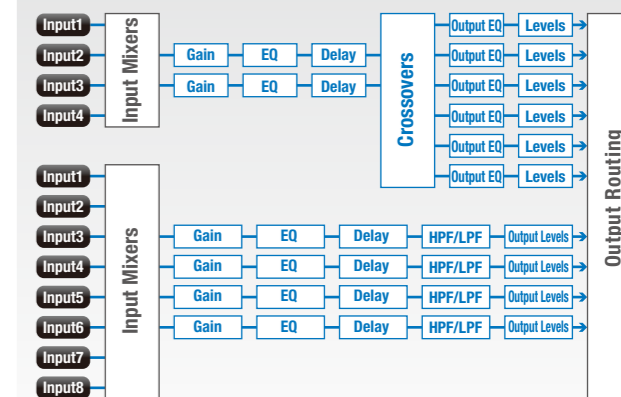 Input1
Input2
Input3
Input4
Input Mixers
Gain EQ Delay
Gain EQ Delay
Crossovers
Output EQ Levels
Output EQ Levels
Output EQ Levels
Output EQ Levels
Output EQ Levels
Output EQ Levels
Output Routing
Input1
Input2
Input3
Input4
Input5
Input6
Input7
Input8
Input Mixers
Gain EQ Delay HPF/LPF Output Levels
Gain EQ Delay HPF/LPF Output Levels
Gain EQ Delay HPF/LPF Output Levels
Gain EQ Delay HPF/LPF Output Levels